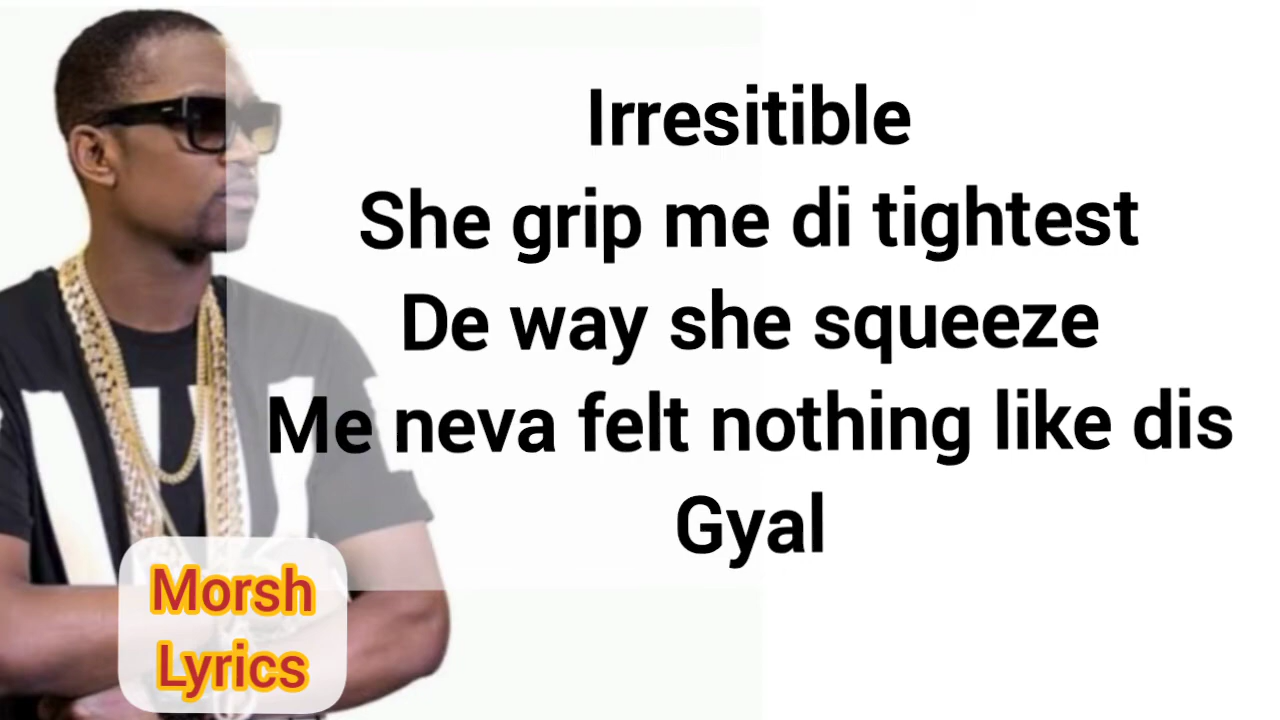 Irresitible
She grip me di tightest
De way she squeeze
Me neva felt nothing like dis
Gyal
Morsh
Lyrics